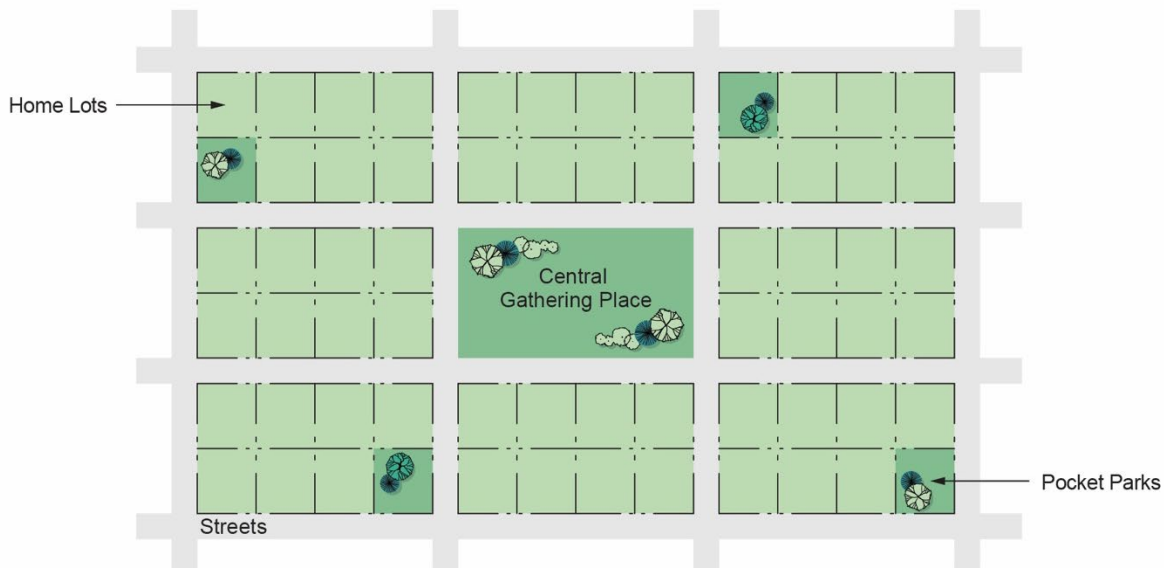 Home Lots
Central
Gathering Place
Pocket Parks
Streets